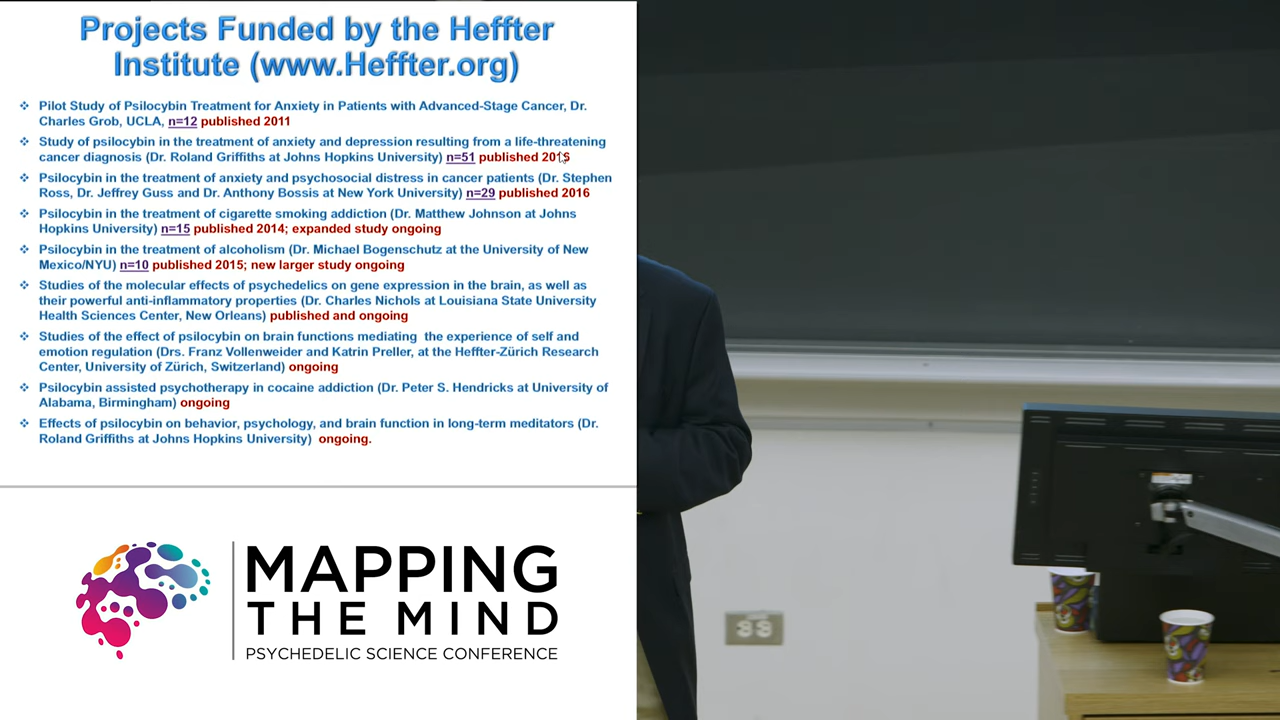 Projects Funded by the Heffter
Institute (www.Heffter.org)
Pilot Study of Psilocybin Treatment for Anxiety in Patients with Advanced-Stage Cancer, Dr.
Charles Grob, UCLA, n=12 published 2011
Study of psilocybin in the treatment of anxiety and depression resulting from a life-threatening
cancer diagnosis (Dr. Roland Griffiths at Johns Hopkins University) n=51 published 2016
Psilocybin in the treatment of anxiety and psychosocial distress in cancer patients (Dr. Stephen
Ross, Dr. Jeffrey Guss and Dr. Anthony Bossis at New York University) n=29 published 2016
Psilocybin in the treatment of cigarette smoking addiction (Dr. Matthew Johnson at Johns
Hopkins University) n=15 published 2014; expanded study ongoing
Psilocybin in the treatment of alcoholism (Dr. Michael Bogenschutz at the University of New
Mexico/NYU) n=10 published 2015; new larger study ongoing
Studies of the molecular effects of psychedelics on gene expression in the brain, as well as
their powerful anti-inflammatory properties (Dr. Charles Nichols at Louisiana State University
Health Sciences Center, New Orleans) published and ongoing
Studies of the effect of psilocybin on brain functions mediating the experience of self and
emotion regulation (Drs. Franz Vollenweider and Katrin Preller, at the Heffter-Zürich Research
Center, University of Zürich, Switzerland) ongoing
Psilocybin assisted psychotherapy in cocaine addiction (Dr. Peter S. Hendricks at University of
Alabama, Birmingham) ongoing
Effects of psilocybin on behavior, psychology, and brain function in long-term meditators (Dr.
Roland Griffiths at Johns Hopkins University) ongoing.
MAPPING
THE MIND
PSYCHEDELIC SCIENCE CONFERENCE